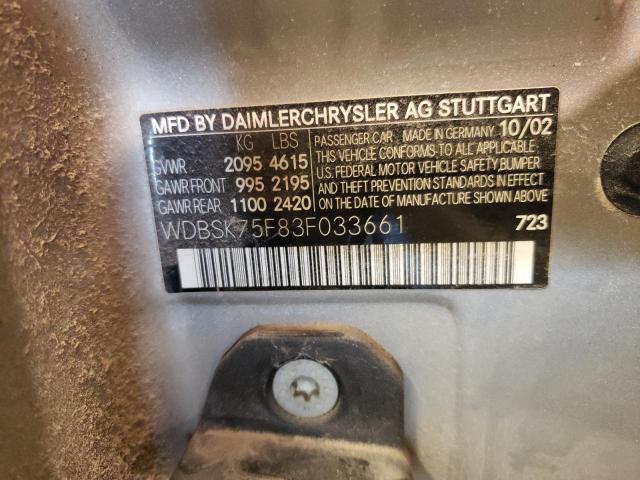 MFD BY DAIMLERCHRYSLER AG STUTTGART
KG LBS
GVWR 2095 4615
GAWR FRONT 995 2195
GAWR REAR 1100 2420
PASSENGER CAR MADE IN GERMANY 10/02
THIS VEHICLE CONFORMS TO ALL APPLICABLE
U.S. FEDERAL MOTOR VEHICLE SAFETY, BUMPER
AND THEFT PREVENTION STANDARDS IN EFFECT
ON THE DATE OF MANUFACTURE SHOWN ABOVE
WDBSK75F83F033661 723